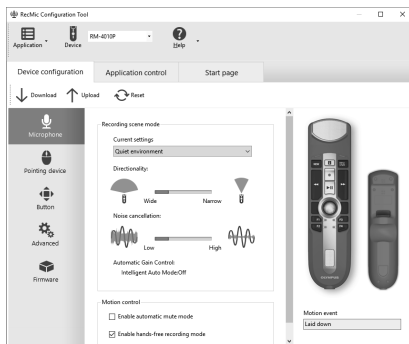 RecMic Configuration Tool
Application
Device
RM-4010P
Help
Device configuration
Application control
Start page
Download
Upload
Reset
Microphone
Pointing device
Button
Advanced
Firmware
Recording scene mode
Current settings
Quiet environment
Directionality:
Wide
Narrow
Noise cancellation:
Low
High
Automatic Gain Control:
Intelligent Auto Mode:Off
Motion control
Enable automatic mute mode
Enable hands-free recording mode
OLYMPUS
Motion event
Laid down